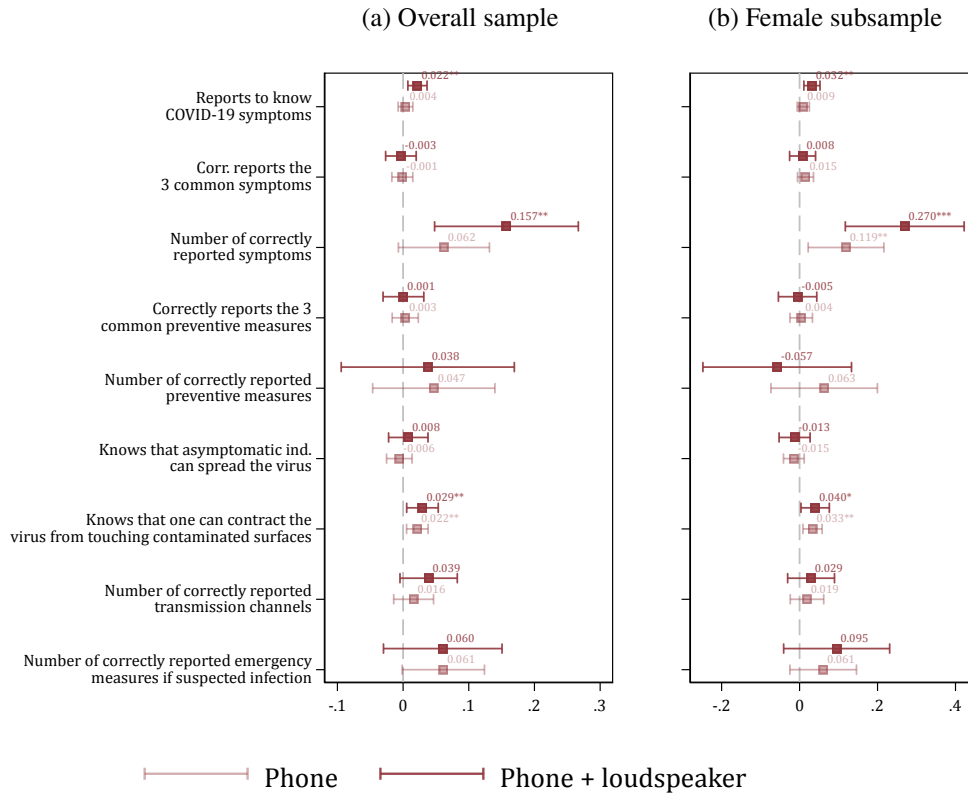 (a) Overall sample
(b) Female subsample
Reports to know
COVID-19 symptoms
0.022**
0.004
0.032**
0.009
Corr. reports the
3 common symptoms
-0.003
-0.001
0.008
0.015
Number of correctly
reported symptoms
0.157**
0.062
0.270***
0.119**
Correctly reports the 3
common preventive measures
0.001
0.003
-0.005
0.004
Number of correctly reported
preventive measures
0.038
0.047
-0.057
0.063
Knows that asymptomatic ind.
can spread the virus
0.008
-0.006
-0.013
-0.015
Knows that one can contract the
virus from touching contaminated surfaces
0.029**
0.022**
0.040*
0.033**
Number of correctly reported
transmission channels
0.039
0.016
0.029
0.019
Number of correctly reported emergency
measures if suspected infection
0.060
0.061
0.095
0.061
-.1 0 .1 .2 .3
-0.2 0 0.2 0.4
Phone
Phone + loudspeaker